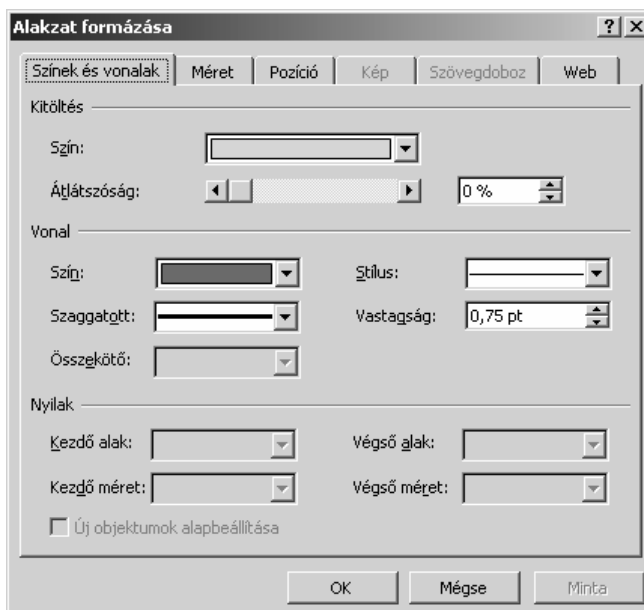 Alakzat formázása
Színek és vonalak Méret Pozíció Kép Szövegdoboz Web
Kitöltés
Szín:
Átlátszóság: 0 %
Vonal
Szín: Stílus:
Szaggatott: Vastagság: 0,75 pt
Összekötő:
Nyilak
Kezdő alak: Végső alak:
Kezdő méret: Végső méret:
Új objektumok alapbeállítása
OK Mégse Minta